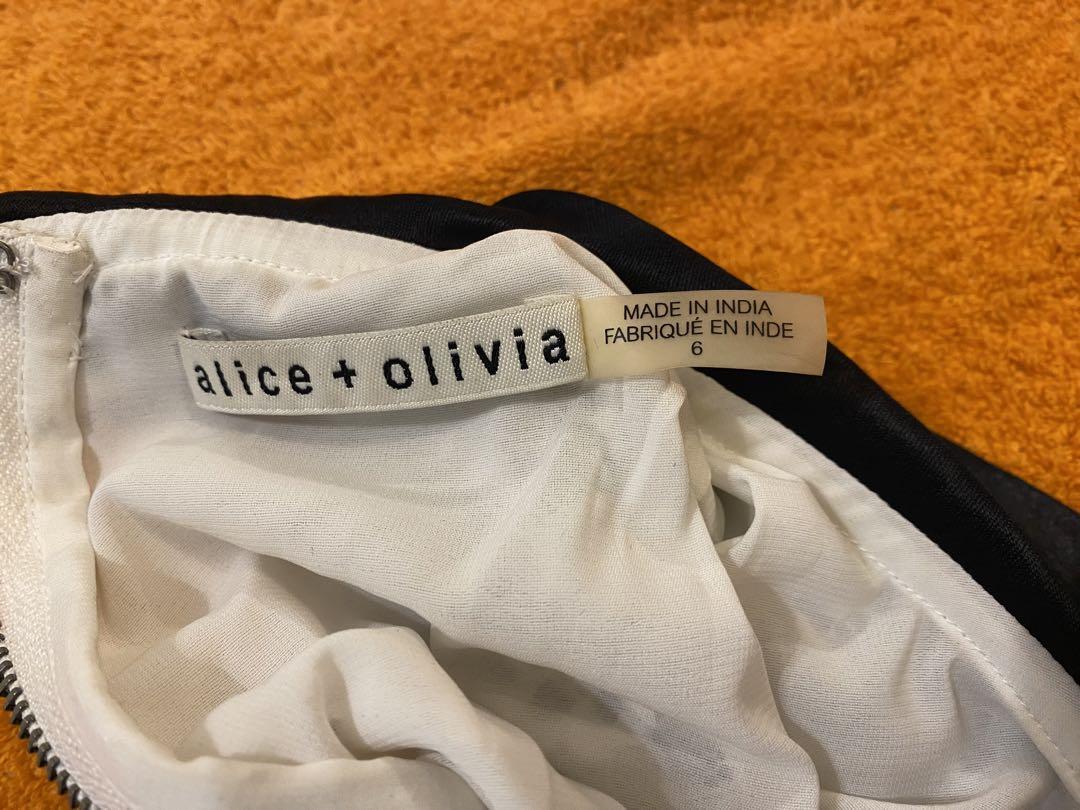 alice + olivia
MADE IN INDIA
FABRIQUÉ EN INDE
6